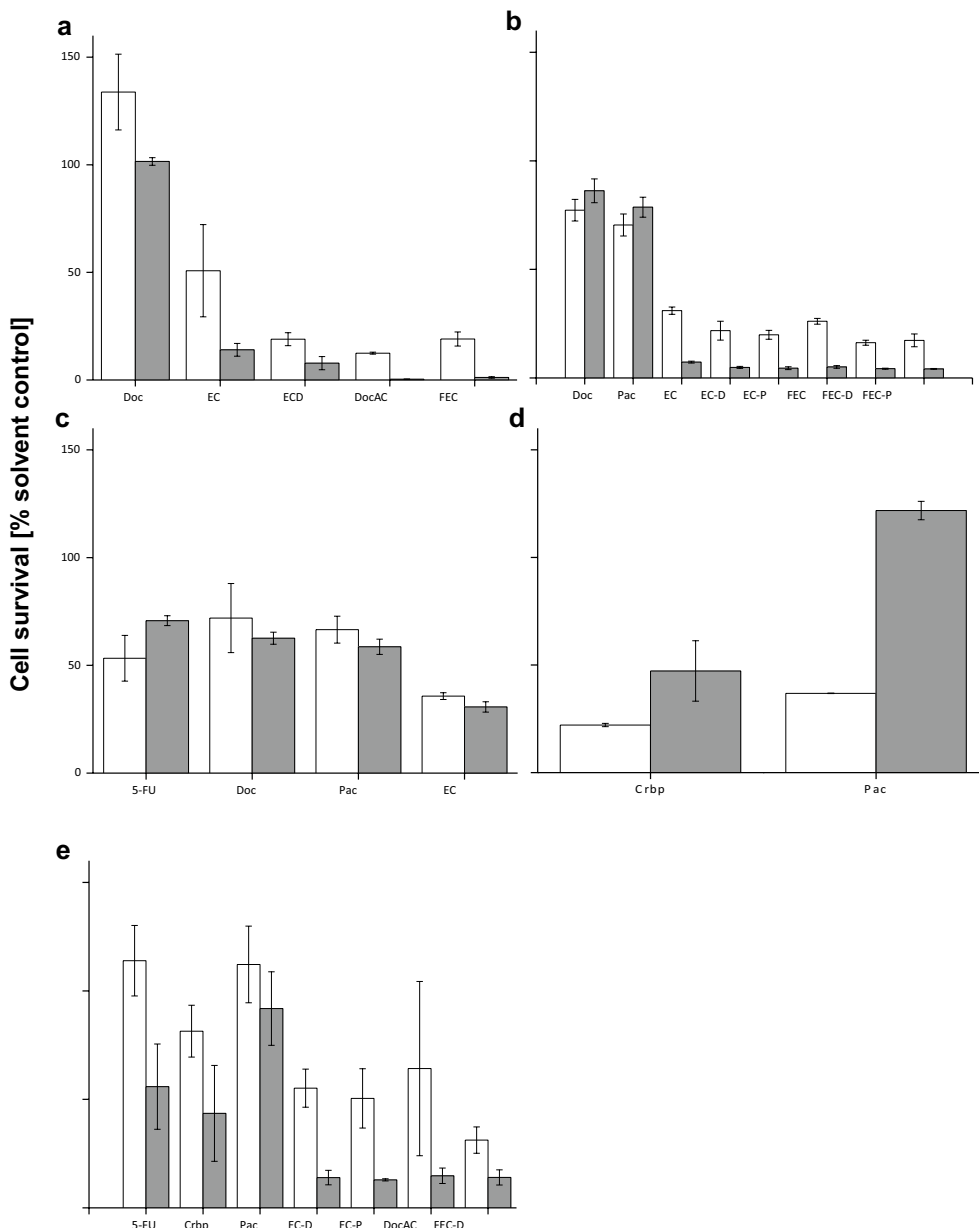 a
150
100
50
0
Doc EC ECD DocAC FEC
b
Doc Pac EC EC-D EC-P FEC FEC-D FEC-P
Cell survival [% solvent control]
c
150
100
50
0
5-FU Doc Pac EC
d
Crbp Pac
e
5-FU Crbp Pac EC-D EC-P DocAC FEC-D